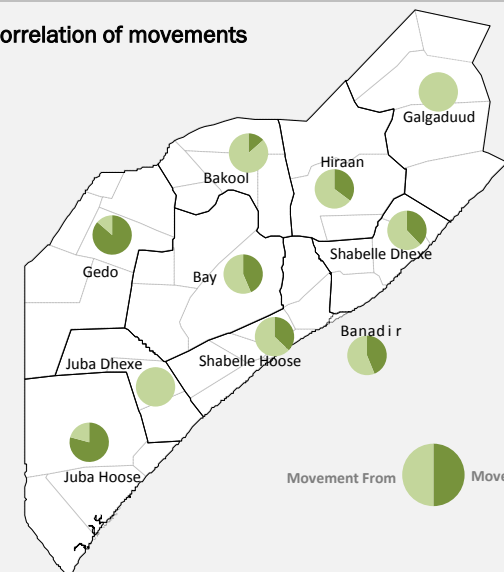 orrelation of movements
Galgaduud
Hiraan
Bakool
Shabelle Dhexe
Gedo
Bay
Banadir
Shabelle Hoose
Juba Dhexe
Juba Hoose
Movement From
Move